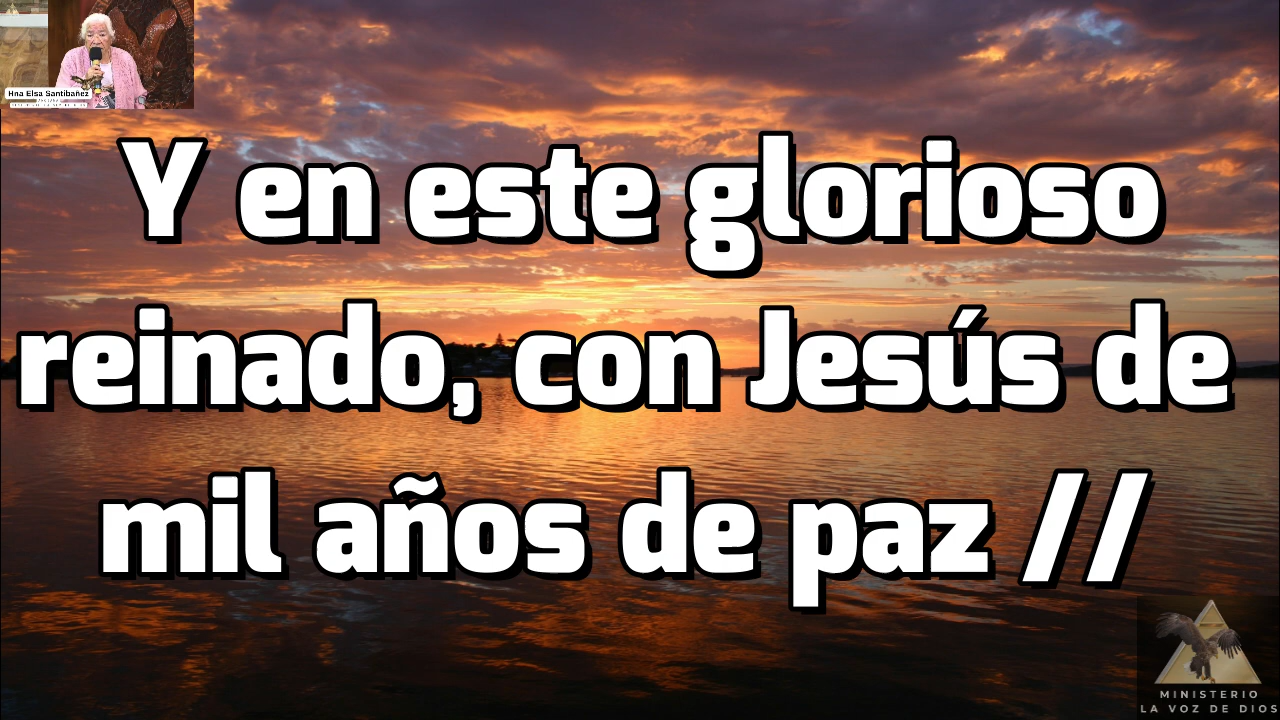 Hna Elsa Santibañez
Y en este glorioso
reinado, con Jesús de
mil años de paz //
MINISTERIO
LA VOZ DE DIOS